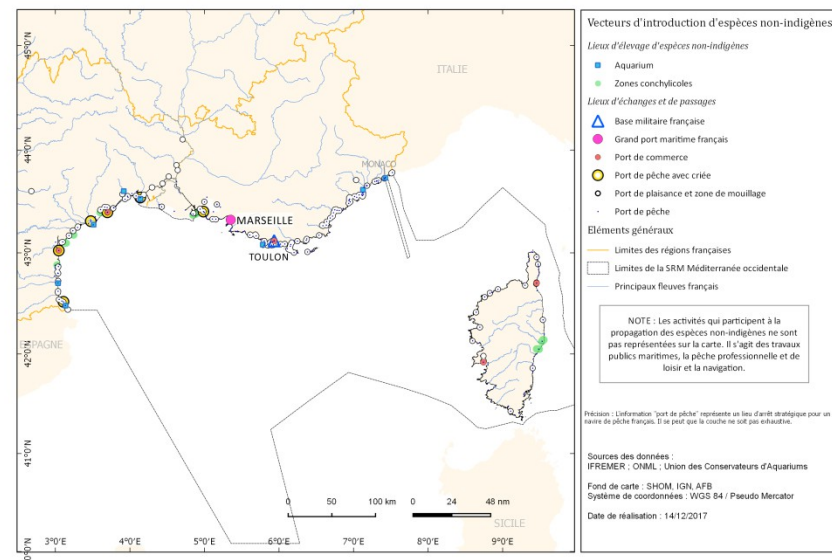 45°0'N
44°0'N
43°0'N
42°0'N
41°0'N
40°0'N
ITALIE
MONACO
MARSEILLE
TOULON
ESPAGNE
SICILE
0 50 100 km
0 24 48 nm
3°0'E 4°0'E 5°0'E 6°0'E 7°0'E 8°0'E 9°0'E
Vecteurs d'introduction d'espèces non-indigènes
Lieux d'élevage d'espèces non-indigènes
Aquarium
Zones conchylicoles
Lieux d'échanges et de passages
Base militaire française
Grand port maritime français
Port de commerce
Port de pêche avec criée
Port de plaisance et zone de mouillage
Port de pêche
Eléments généraux
Limites des régions françaises
Limites de la SRM Méditerranée occidentale
Principaux fleuves français
NOTE : Les activités qui participent à la
propagation des espèces non-indigènes ne sont
pas représentées sur la carte. Il s'agit des travaux
publics maritimes, la pêche professionnelle et de
loisir et la navigation.
Précision : L'information "port de pêche" représente un lieu d'arrêt stratégique pour un
navire de pêche français. Il se peut que la couche ne soit pas exhaustive.
Sources des données :
IFREMER ; ONML ; Union des Conservateurs d'Aquariums
Fond de carte : SHOM, IGN, AFB
Système de coordonnées : WGS 84 / Pseudo Mercator
Date de réalisation : 14/12/2017